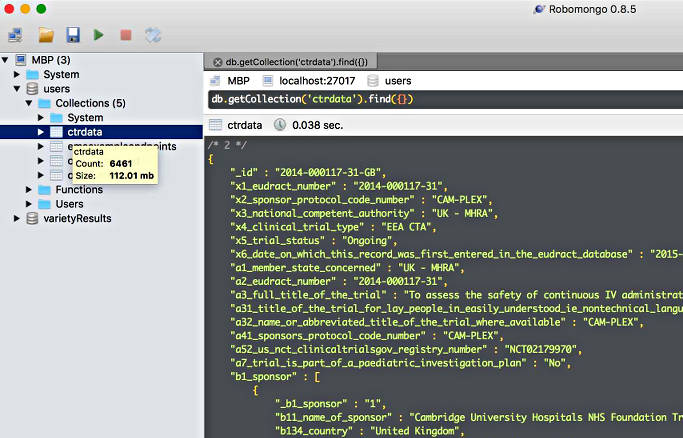 Robomongo 0.8.5
MBP (3)
System
users
Collections (5)
System
ctrdata
ctrdata
Count: 6461
Size: 112.01 mb
Functions
Users
varietyResults
db.getCollection('ctrdata').find({})
MBP localhost:27017 users
db.getCollection('ctrdata').find({})
ctrdata 0.038 sec.
/* 2 */
{
"_id" : "2014-000117-31-GB",
"x1_eudract_number" : "2014-000117-31",
"x2_sponsor_protocol_code_number" : "CAM-PLEX",
"x3_national_competent_authority" : "UK - MHRA",
"x4_clinical_trial_type" : "EEA CTA",
"x5_trial_status" : "Ongoing",
"x6_date_on_which_this_record_was_first_entered_in_the_eudract_database" : "2015-
"a1_member_state_concerned" : "UK - MHRA",
"a2_eudract_number" : "2014-000117-31",
"a3_full_title_of_the_trial" : "To assess the safety of continuous IV administrat
"a31_title_of_the_trial_for_lay_people_in_easily_understood_ie_nontechnical_langu
"a32_name_or_abbreviated_title_of_the_trial_where_available" : "CAM-PLEX",
"a41_sponsors_protocol_code_number" : "CAM-PLEX",
"a52_us_nct_clinicaltrialsgov_registry_number" : "NCT02179970",
"a7_trial_is_part_of_a_paediatric_investigation_plan" : "No",
"b1_sponsor" : [
{
"_b1_sponsor" : "1",
"b11_name_of_sponsor" : "Cambridge University Hospitals NHS Foundation Tr
"b134_country" : "United Kingdom",